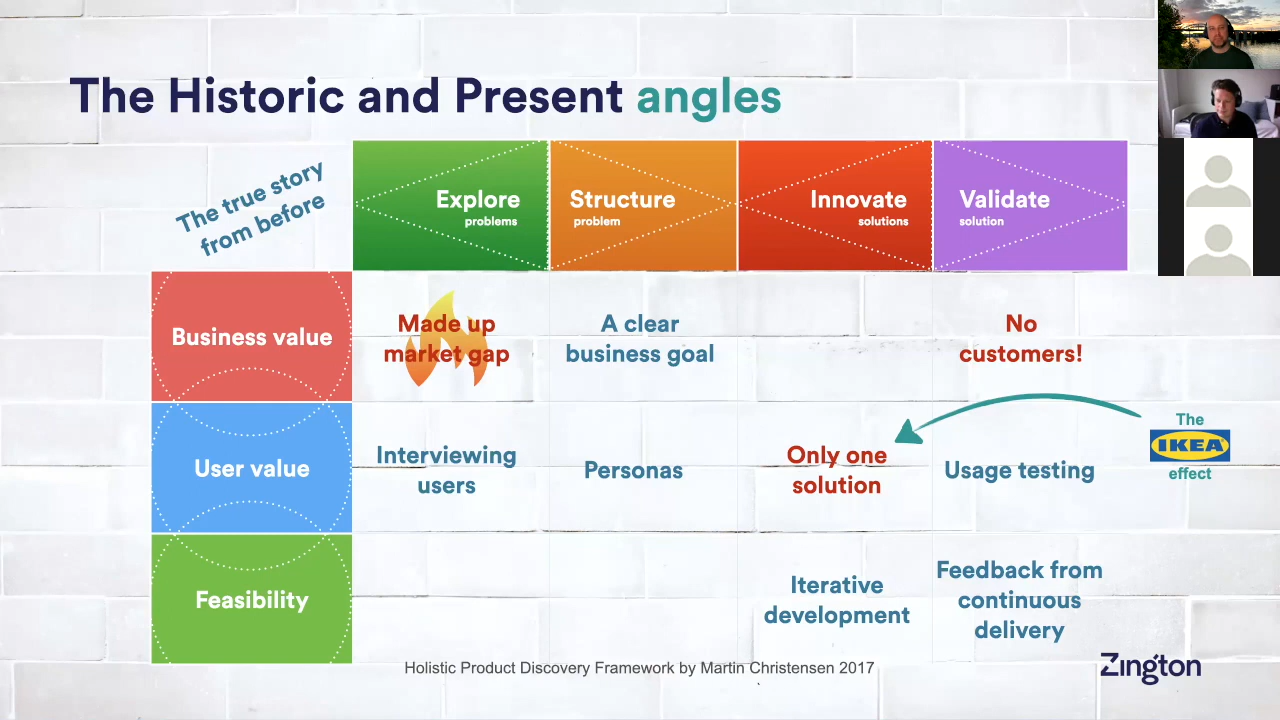 The Historic and Present angles
The true story
from before
Explore
problems
Structure
problem
Innovate
solutions
Validate
solution
Business value
Made up
market gap
A clear
business goal
No
customers!
User value
Interviewing
users
Personas
Only one
solution
Usage testing
The
IKEA
effect
Feasibility
Iterative
development
Feedback from
continuous
delivery
Holistic Product Discovery Framework by Martin Christensen 2017
Zington